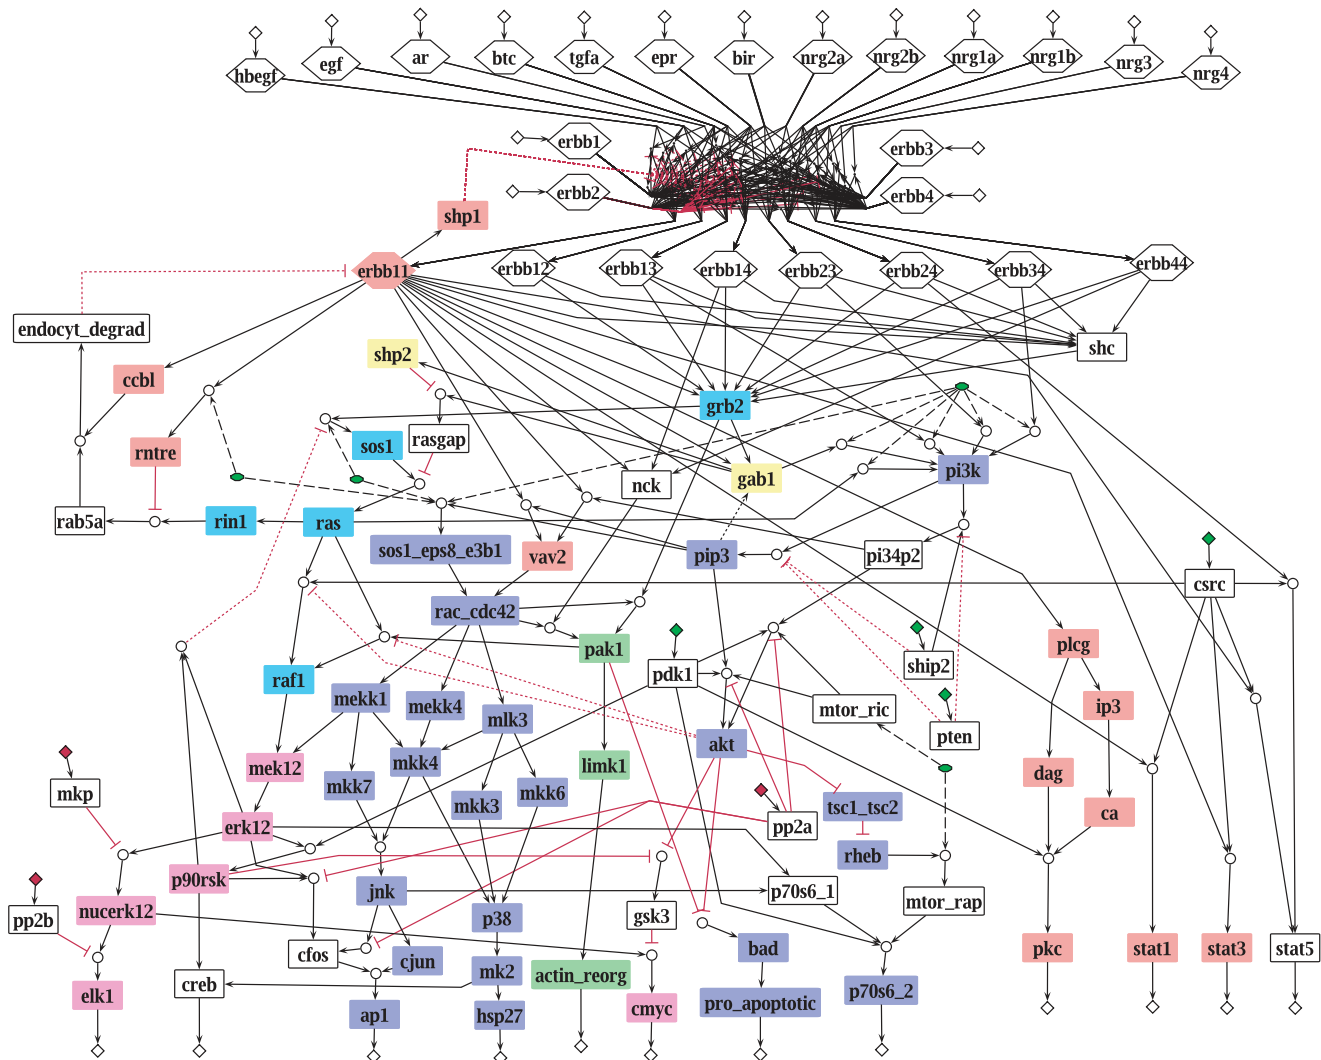 hbegf
egf
ar
btc
tgfa
epr
bir
nrg2a
nrg2b
nrg1a
nrg1b
nrg3
nrg4
erbb1
erbb3
erbb2
erbb4
shp1
erbb11
erbb12
erbb13
erbb14
erbb23
erbb24
erbb34
erbb44
endocyt_degrad
shp2
shc
ccbl
grb2
rntre
sos1
rasgap
nck
gab1
pi3k
rab5a
rin1
ras
sos1_eps8_e3b1
vav2
pip3
pi34p2
csrc
rac_cdc42
pak1
plcg
raf1
pdk1
ship2
mekk1
mekk4
mlk3
mtor_ric
ip3
akt
pten
mek12
mkk7
mkk4
limk1
dag
mkp
mkk3
mkk6
tsc1_tsc2
ca
erk12
pp2a
rheb
p90rsk
jnk
p70s6_1
mtor_rap
pp2b
nucerk12
p38
gsk3
cfos
cjun
bad
pkc
stat1
stat3
stat5
creb
mk2
actin_reorg
elk1
ap1
hsp27
cmyc
pro_apoptotic
p70s6_2